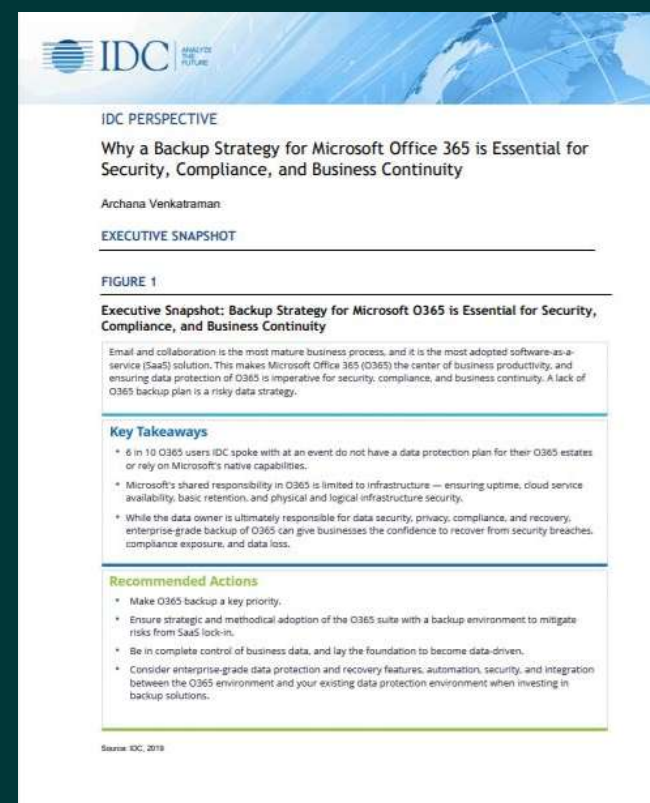 IDC
ANALYZE
THE
FUTURE
IDC PERSPECTIVE
Why a Backup Strategy for Microsoft Office 365 is Essential for
Security, Compliance, and Business Continuity
Archana Venkatraman
EXECUTIVE SNAPSHOT
FIGURE 1
Executive Snapshot: Backup Strategy for Microsoft O365 is Essential for Security,
Compliance, and Business Continuity
Email and collaboration is the most mature business process, and it is the most adopted software-as-a-
service (SaaS) solution. This makes Microsoft Office 365 (O365) the center of business productivity, and
ensuring data protection of O365 is imperative for security, compliance, and business continuity. A lack of
O365 backup plan is a risky data strategy.
Key Takeaways
• 6 in 10 O365 users IDC spoke with at an event do not have a data protection plan for their O365 estates
or rely on Microsoft's native capabilities.
• Microsoft's shared responsibility in O365 is limited to infrastructure — ensuring uptime, cloud service
availability, basic retention, and physical and logical infrastructure security.
• While the data owner is ultimately responsible for data security, privacy, compliance, and recovery,
enterprise-grade backup of O365 can give businesses the confidence to recover from security breaches,
compliance exposure, and data loss.
Recommended Actions
• Make O365 backup a key priority.
• Ensure strategic and methodical adoption of the O365 suite with a backup environment to mitigate
risks from SaaS lock-in.
• Be in complete control of business data, and lay the foundation to become data-driven.
• Consider enterprise-grade data protection and recovery features, automation, security, and integration
between the O365 environment and your existing data protection environment when investing in
backup solutions.
Source: IDC, 2019